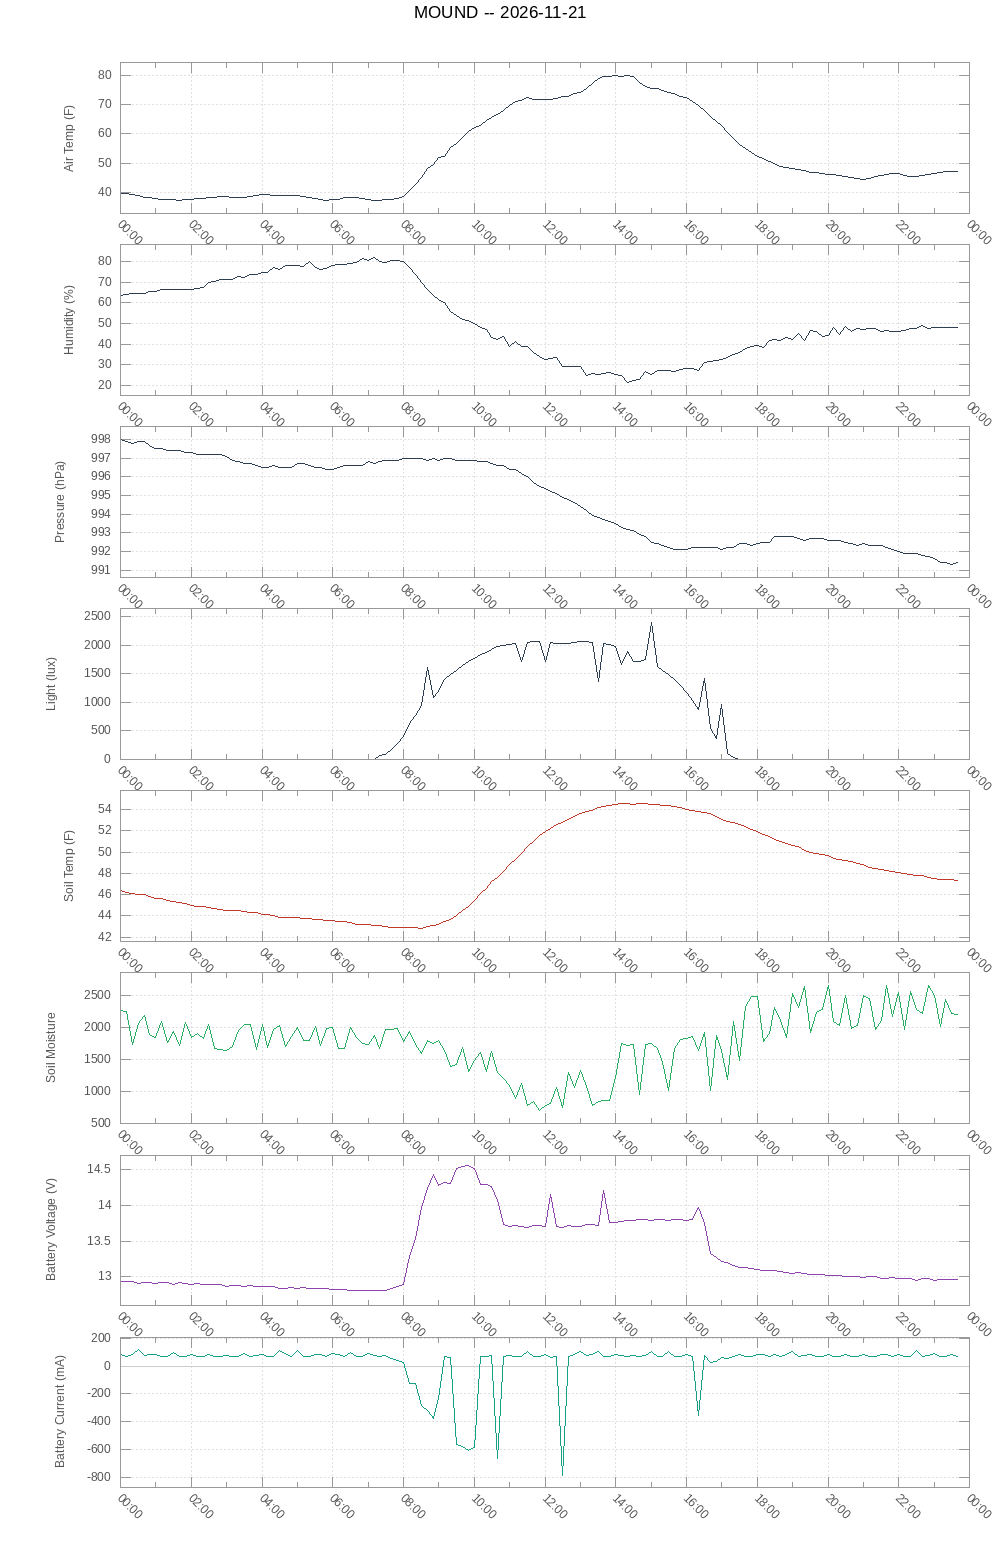 MOUND -- 2026-11-21
Air Temp (F)
80
70
60
50
40
00:00 02:00 04:00 06:00 08:00 10:00 12:00 14:00 16:00 18:00 20:00 22:00 00:00
Humidity (%)
80
70
60
50
40
30
20
00:00 02:00 04:00 06:00 08:00 10:00 12:00 14:00 16:00 18:00 20:00 22:00 00:00
Pressure (hPa)
998
997
996
995
994
993
992
991
00:00 02:00 04:00 06:00 08:00 10:00 12:00 14:00 16:00 18:00 20:00 22:00 00:00
Light (lux)
2500
2000
1500
1000
500
0
00:00 02:00 04:00 06:00 08:00 10:00 12:00 14:00 16:00 18:00 20:00 22:00 00:00
Soil Temp (F)
54
52
50
48
46
44
42
00:00 02:00 04:00 06:00 08:00 10:00 12:00 14:00 16:00 18:00 20:00 22:00 00:00
Soil Moisture
2500
2000
1500
1000
500
00:00 02:00 04:00 06:00 08:00 10:00 12:00 14:00 16:00 18:00 20:00 22:00 00:00
Battery Voltage (V)
14.5
14
13.5
13
00:00 02:00 04:00 06:00 08:00 10:00 12:00 14:00 16:00 18:00 20:00 22:00 00:00
Battery Current (mA)
200
0
-200
-400
-600
-800
00:00 02:00 04:00 06:00 08:00 10:00 12:00 14:00 16:00 18:00 20:00 22:00 00:00